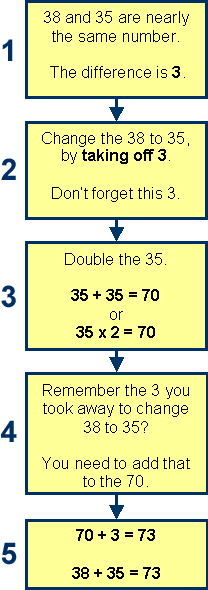 1
38 and 35 are nearly
the same number.
The difference is 3.
2
Change the 38 to 35,
by taking off 3.
Don't forget this 3.
3
Double the 35.
35 + 35 = 70
or
35 x 2 = 70
4
Remember the 3 you
took away to change
38 to 35?
You need to add that
to the 70.
5
70 + 3 = 73
38 + 35 = 73